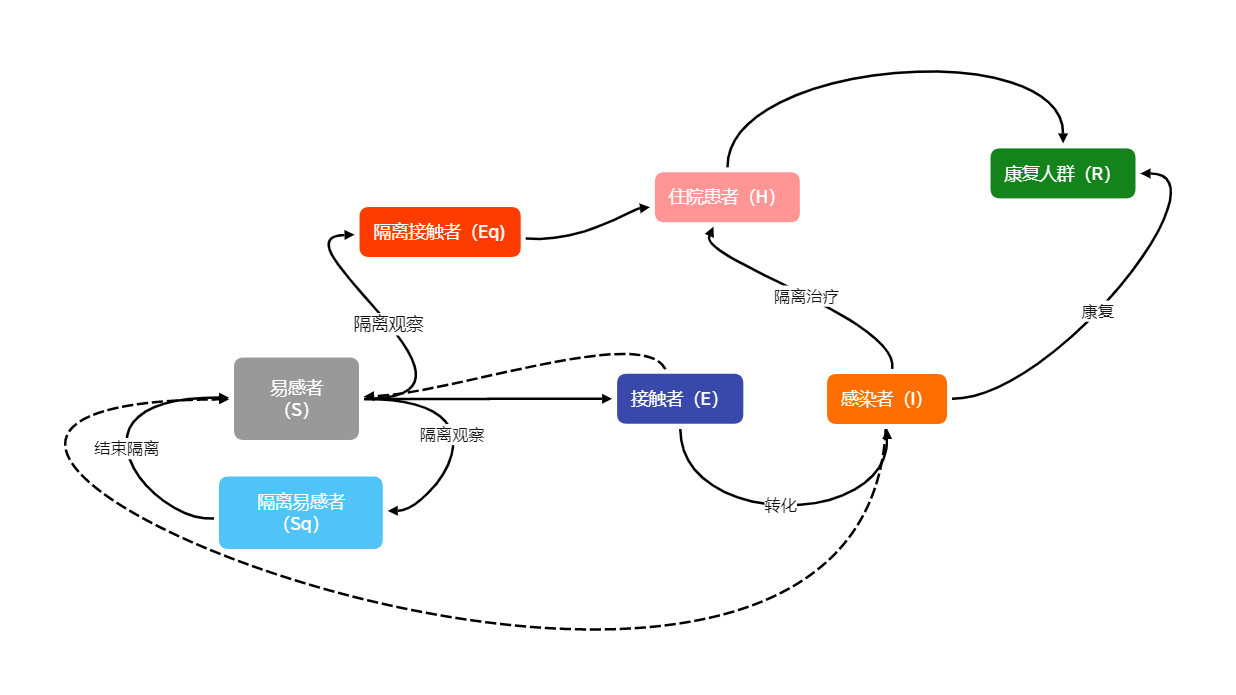 康复人群（R）
住院患者（H）
隔离接触者（Eq)
隔离治疗
康复
隔离观察
易感者
（S）
接触者（E）
感染者（I）
隔离观察
结束隔离
隔离易感者
（Sq）
转化